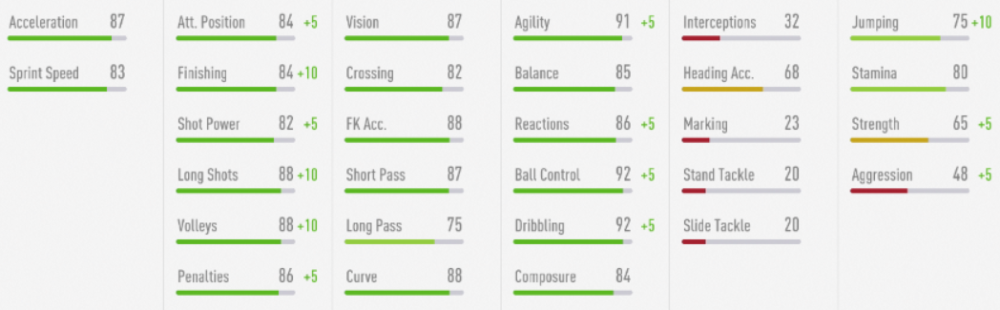 Acceleration 87 Att. Position 84 +5 Vision 87 Agility 91 +5 Interceptions 32 Jumping 75 +10
Sprint Speed 83 Finishing 84 +10 Crossing 82 Balance 85 Heading Acc. 68 Stamina 80
Shot Power 82 +5 FK Acc. 88 Reactions 86 +5 Marking 23 Strength 65 +5
Long Shots 88 +10 Short Pass 87 Ball Control 92 +5 Stand Tackle 20 Aggression 48 +5
Volleys 88 +10 Long Pass 75 Dribbling 92 +5 Slide Tackle 20
Penalties 86 +5 Curve 88 Composure 84